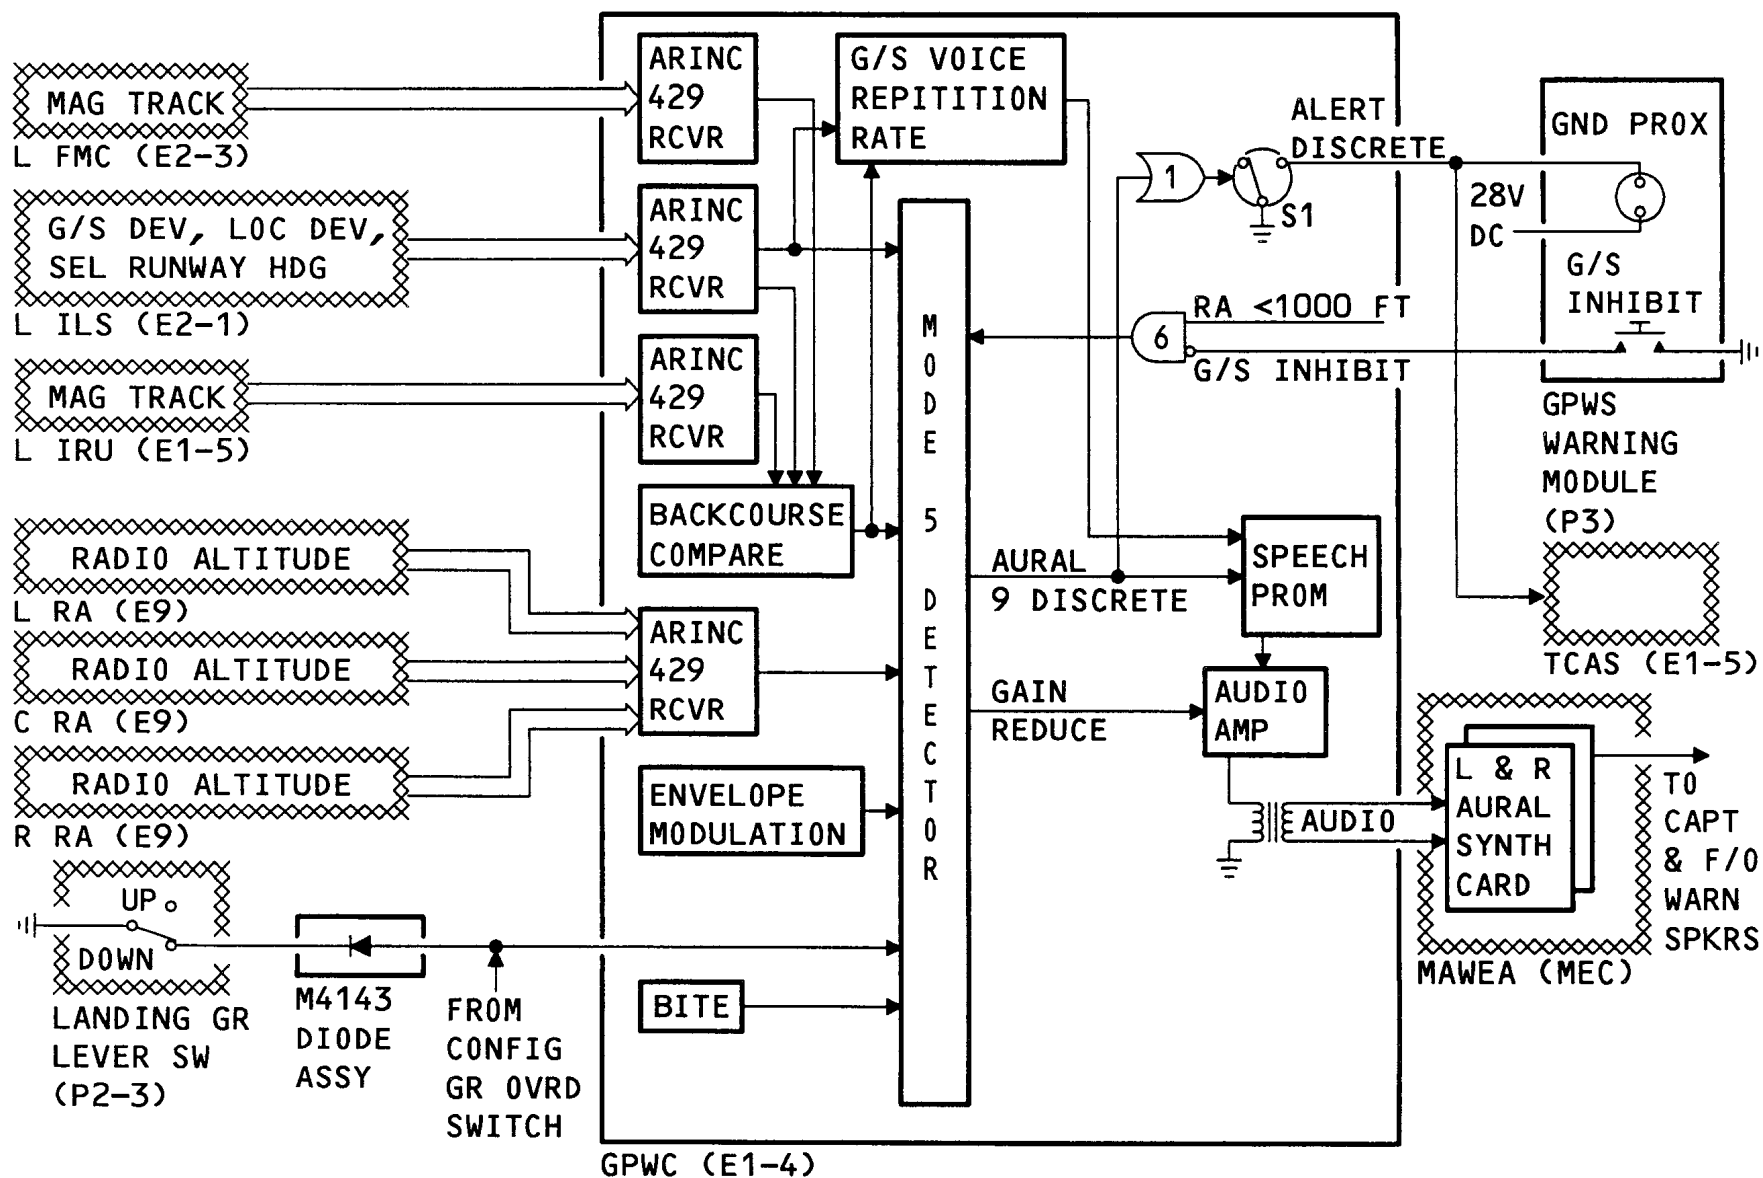 MAG TRACK
L FMC (E2-3)
G/S DEV, LOC DEV,
SEL RUNWAY HDG
L ILS (E2-1)
MAG TRACK
L IRU (E1-5)
RADIO ALTITUDE
L RA (E9)
RADIO ALTITUDE
C RA (E9)
RADIO ALTITUDE
R RA (E9)
UP
DOWN
LANDING GR
LEVER SW
(P2-3)
M4143
DIODE
ASSY
FROM
CONFIG
GR OVRD
SWITCH
ARINC
429
RCVR
ARINC
429
RCVR
ARINC
429
RCVR
BACKCOURSE
COMPARE
ARINC
429
RCVR
ENVELOPE
MODULATION
BITE
G/S VOICE
REPITITION
RATE
MODE 5 DETECTOR
1
S1
ALERT
DISCRETE
6
RA <1000 FT
G/S INHIBIT
AURAL
9 DISCRETE
SPEECH
PROM
GAIN
REDUCE
AUDIO
AMP
AUDIO
GPWC (E1-4)
GND PROX
28V
DC
G/S
INHIBIT
GPWS
WARNING
MODULE
(P3)
TCAS (E1-5)
L & R
AURAL
SYNTH
CARD
MAWEA (MEC)
TO
CAPT
& F/O
WARN
SPKRS